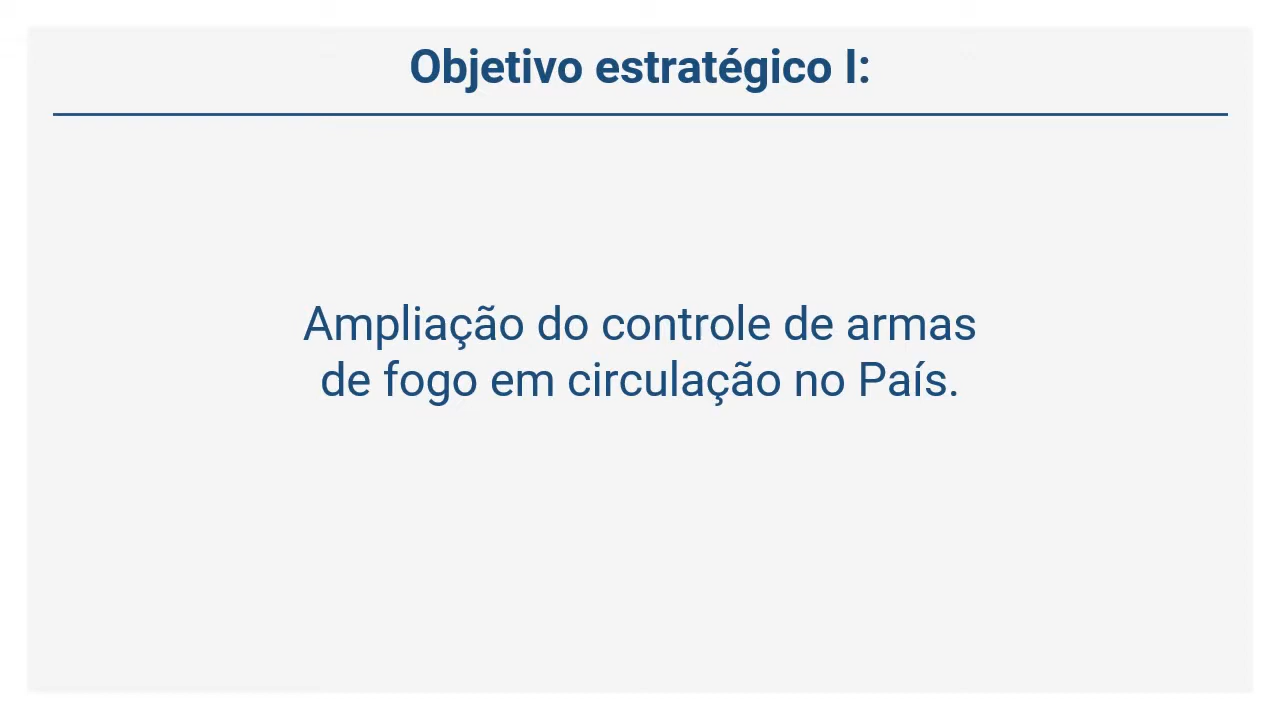 Objetivo estratégico I:
Ampliação do controle de armas
de fogo em circulação no País.